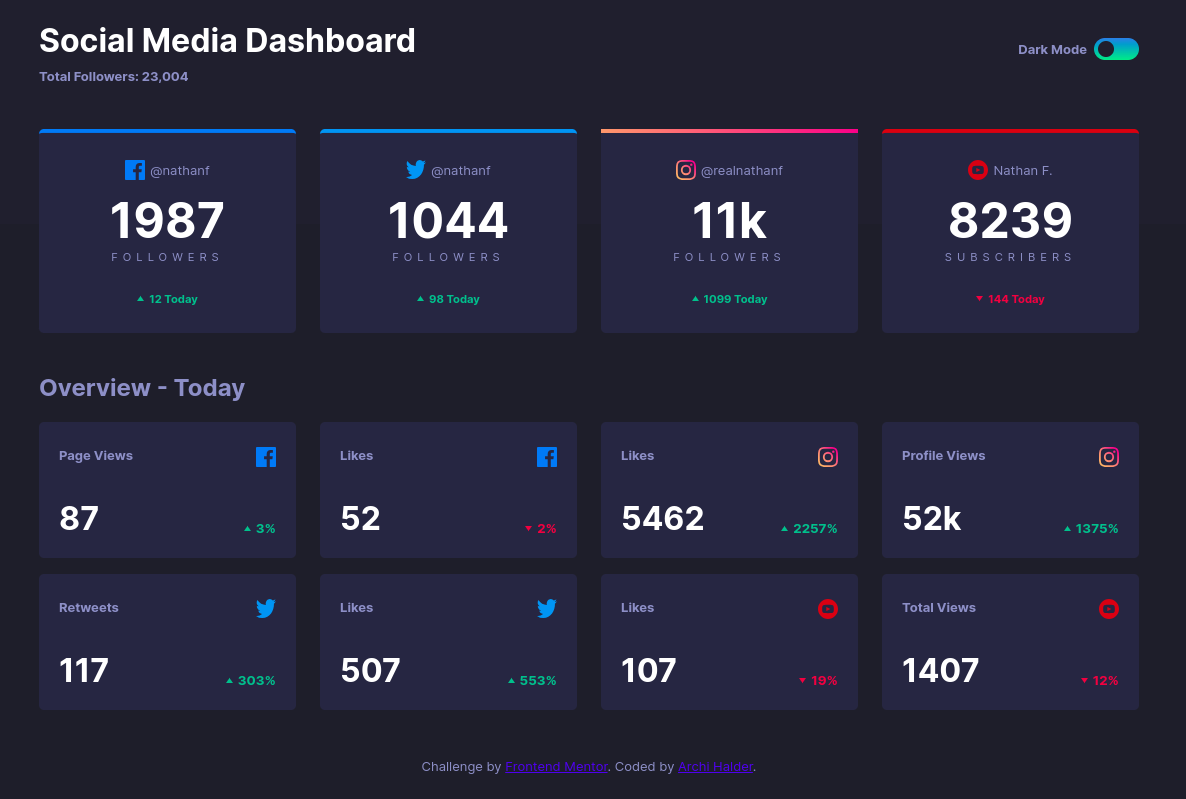 Social Media Dashboard
Total Followers: 23,004
Dark Mode
@nathanf
1987
FOLLOWERS
12 Today
@nathanf
1044
FOLLOWERS
98 Today
@realnathanf
11k
FOLLOWERS
1099 Today
Nathan F.
8239
SUBSCRIBERS
144 Today
Overview - Today
Page Views
87
3%
Likes
52
2%
Likes
5462
2257%
Profile Views
52k
1375%
Retweets
117
303%
Likes
507
553%
Likes
107
19%
Total Views
1407
12%
Challenge by Frontend Mentor. Coded by Archi Halder.